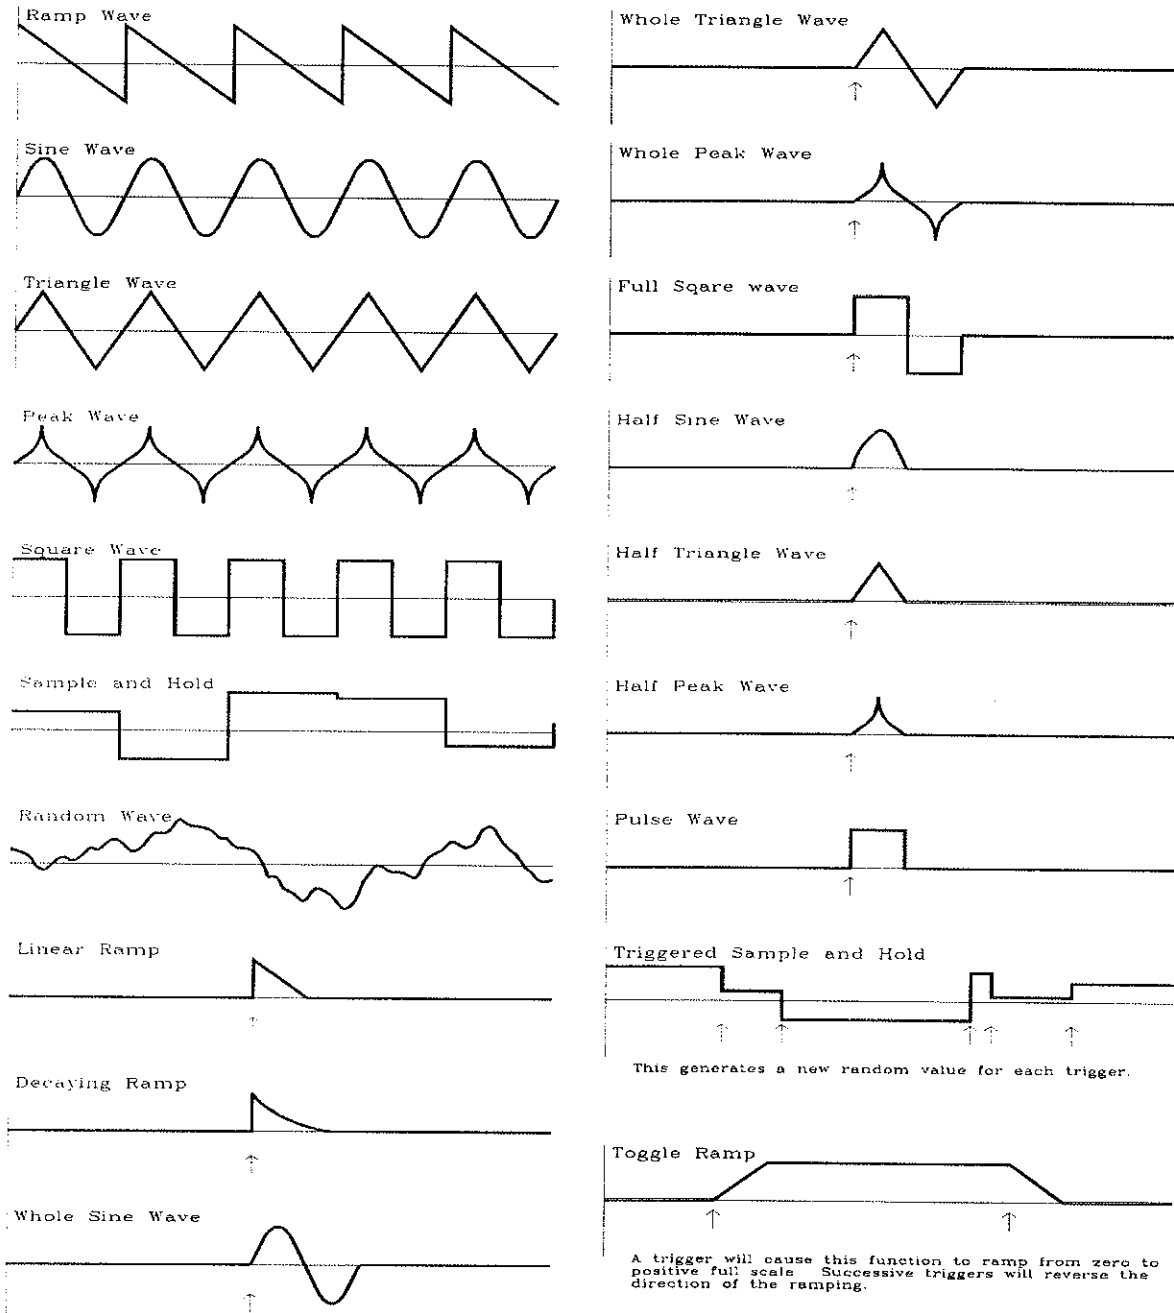 Ramp Wave
Sine Wave
Triangle Wave
Peak Wave
Square Wave
Sample and Hold
Random Wave
Linear Ramp
Decaying Ramp
Whole Sine Wave
Whole Triangle Wave
Whole Peak Wave
Full Sqare wave
Half Sine Wave
Half Triangle Wave
Half Peak Wave
Pulse Wave
Triggered Sample and Hold
This generates a new random value for each trigger.
Toggle Ramp
A trigger will cause this function to ramp from zero to
positive full scale Successive triggers will reverse the
direction of the ramping.